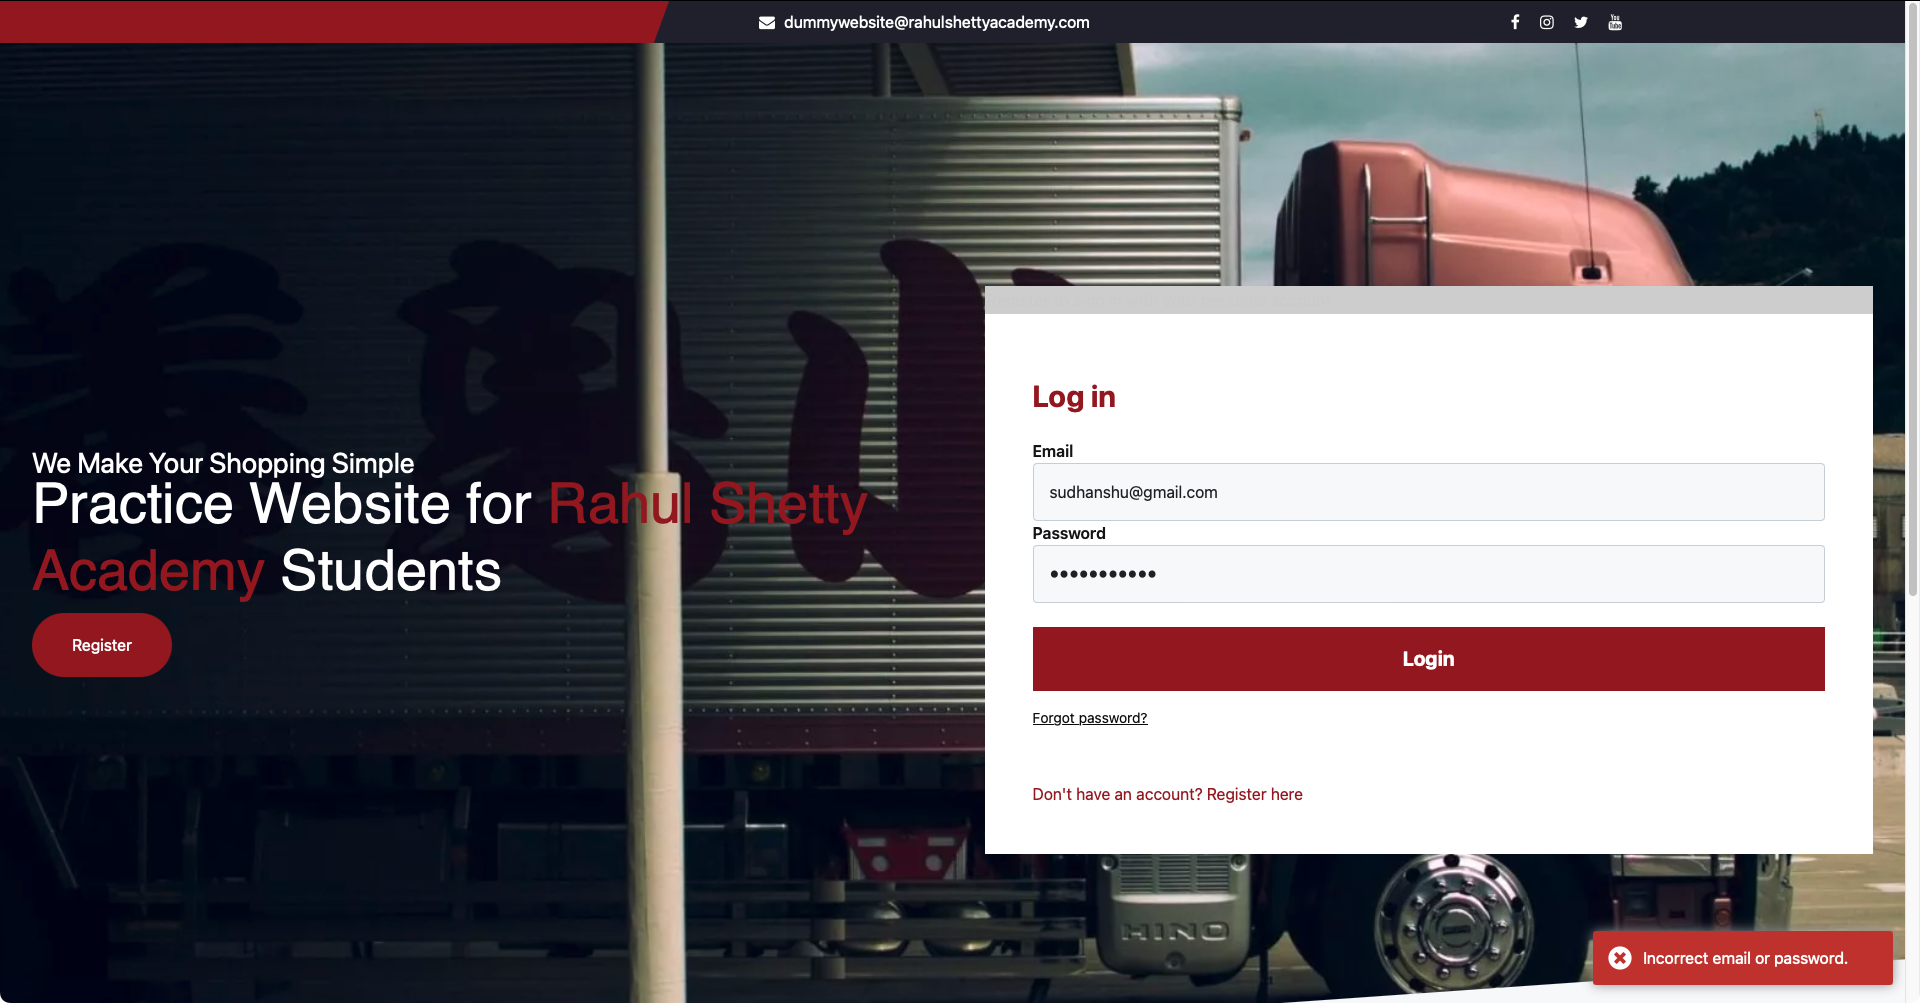 dummywebsite@rahulshettyacademy.com
We Make Your Shopping Simple
Practice Website for Rahul Shetty
Academy Students
Register
Log in
Email
sudhanshu@gmail.com
Password
•••••••••••
Login
Forgot password?
Don't have an account? Register here
HINO
Incorrect email or password.